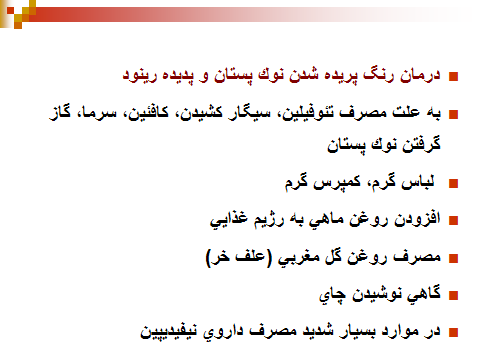 درمان رنگ پريده شدن نوك پستان و پديده رينود
به علت مصرف تئوفيلين، سيگار كشيدن، كافئين، سرما، گاز
گرفتن نوك پستان
لباس گرم، كمپرس گرم
افزودن روغن ماهي به رژيم غذايي
مصرف روغن گل مغربي (علف خر)
گاهي نوشيدن چاي
در موارد بسيار شديد مصرف داروي نيفيديپين